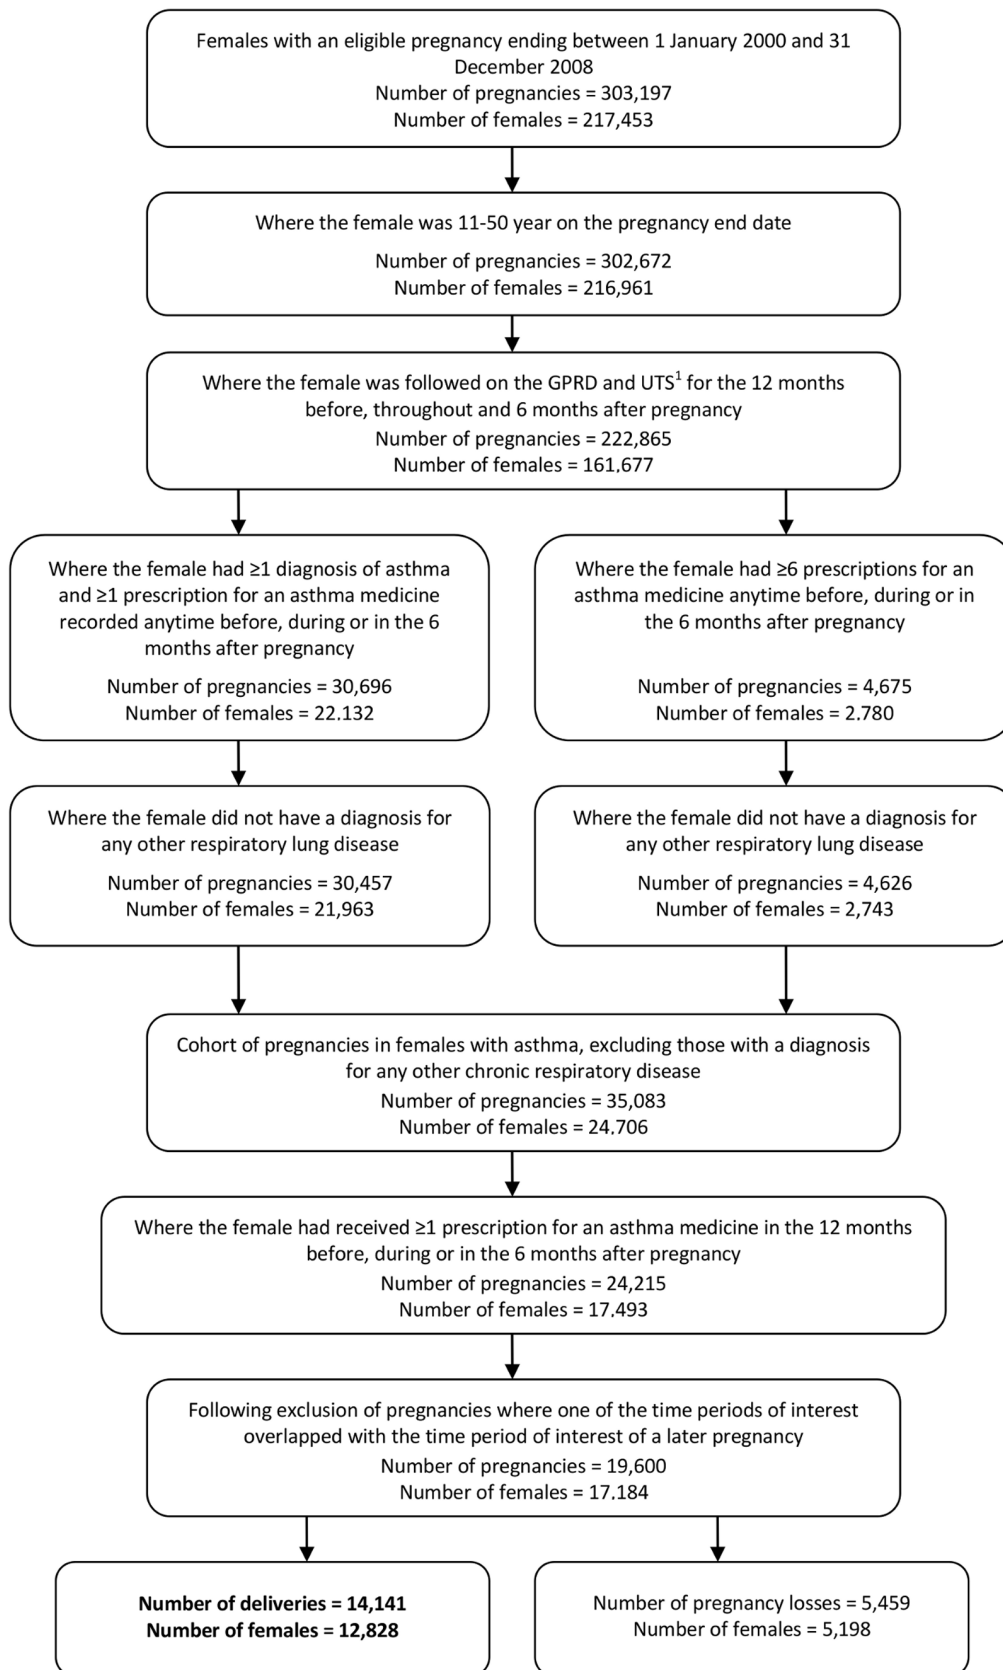 Females with an eligible pregnancy ending between 1 January 2000 and 31
December 2008
Number of pregnancies = 303,197
Number of females = 217,453
Where the female was 11-50 year on the pregnancy end date
Number of pregnancies = 302,672
Number of females = 216,961
Where the female was followed on the GPRD and UTS¹ for the 12 months
before, throughout and 6 months after pregnancy
Number of pregnancies = 222,865
Number of females = 161,677
Where the female had ≥1 diagnosis of asthma
and ≥1 prescription for an asthma medicine
recorded anytime before, during or in the 6
months after pregnancy
Number of pregnancies = 30,696
Number of females = 22,132
Where the female had ≥6 prescriptions for an
asthma medicine anytime before, during or in
the 6 months after pregnancy
Number of pregnancies = 4,675
Number of females = 2,780
Where the female did not have a diagnosis for
any other respiratory lung disease
Number of pregnancies = 30,457
Number of females = 21,963
Where the female did not have a diagnosis for
any other respiratory lung disease
Number of pregnancies = 4,626
Number of females = 2,743
Cohort of pregnancies in females with asthma, excluding those with a diagnosis
for any other chronic respiratory disease
Number of pregnancies = 35,083
Number of females = 24,706
Where the female had received ≥1 prescription for an asthma medicine in the 12 months
before, during or in the 6 months after pregnancy
Number of pregnancies = 24,215
Number of females = 17,493
Following exclusion of pregnancies where one of the time periods of interest
overlapped with the time period of interest of a later pregnancy
Number of pregnancies = 19,600
Number of females = 17,184
Number of deliveries = 14,141
Number of females = 12,828
Number of pregnancy losses = 5,459
Number of females = 5,198